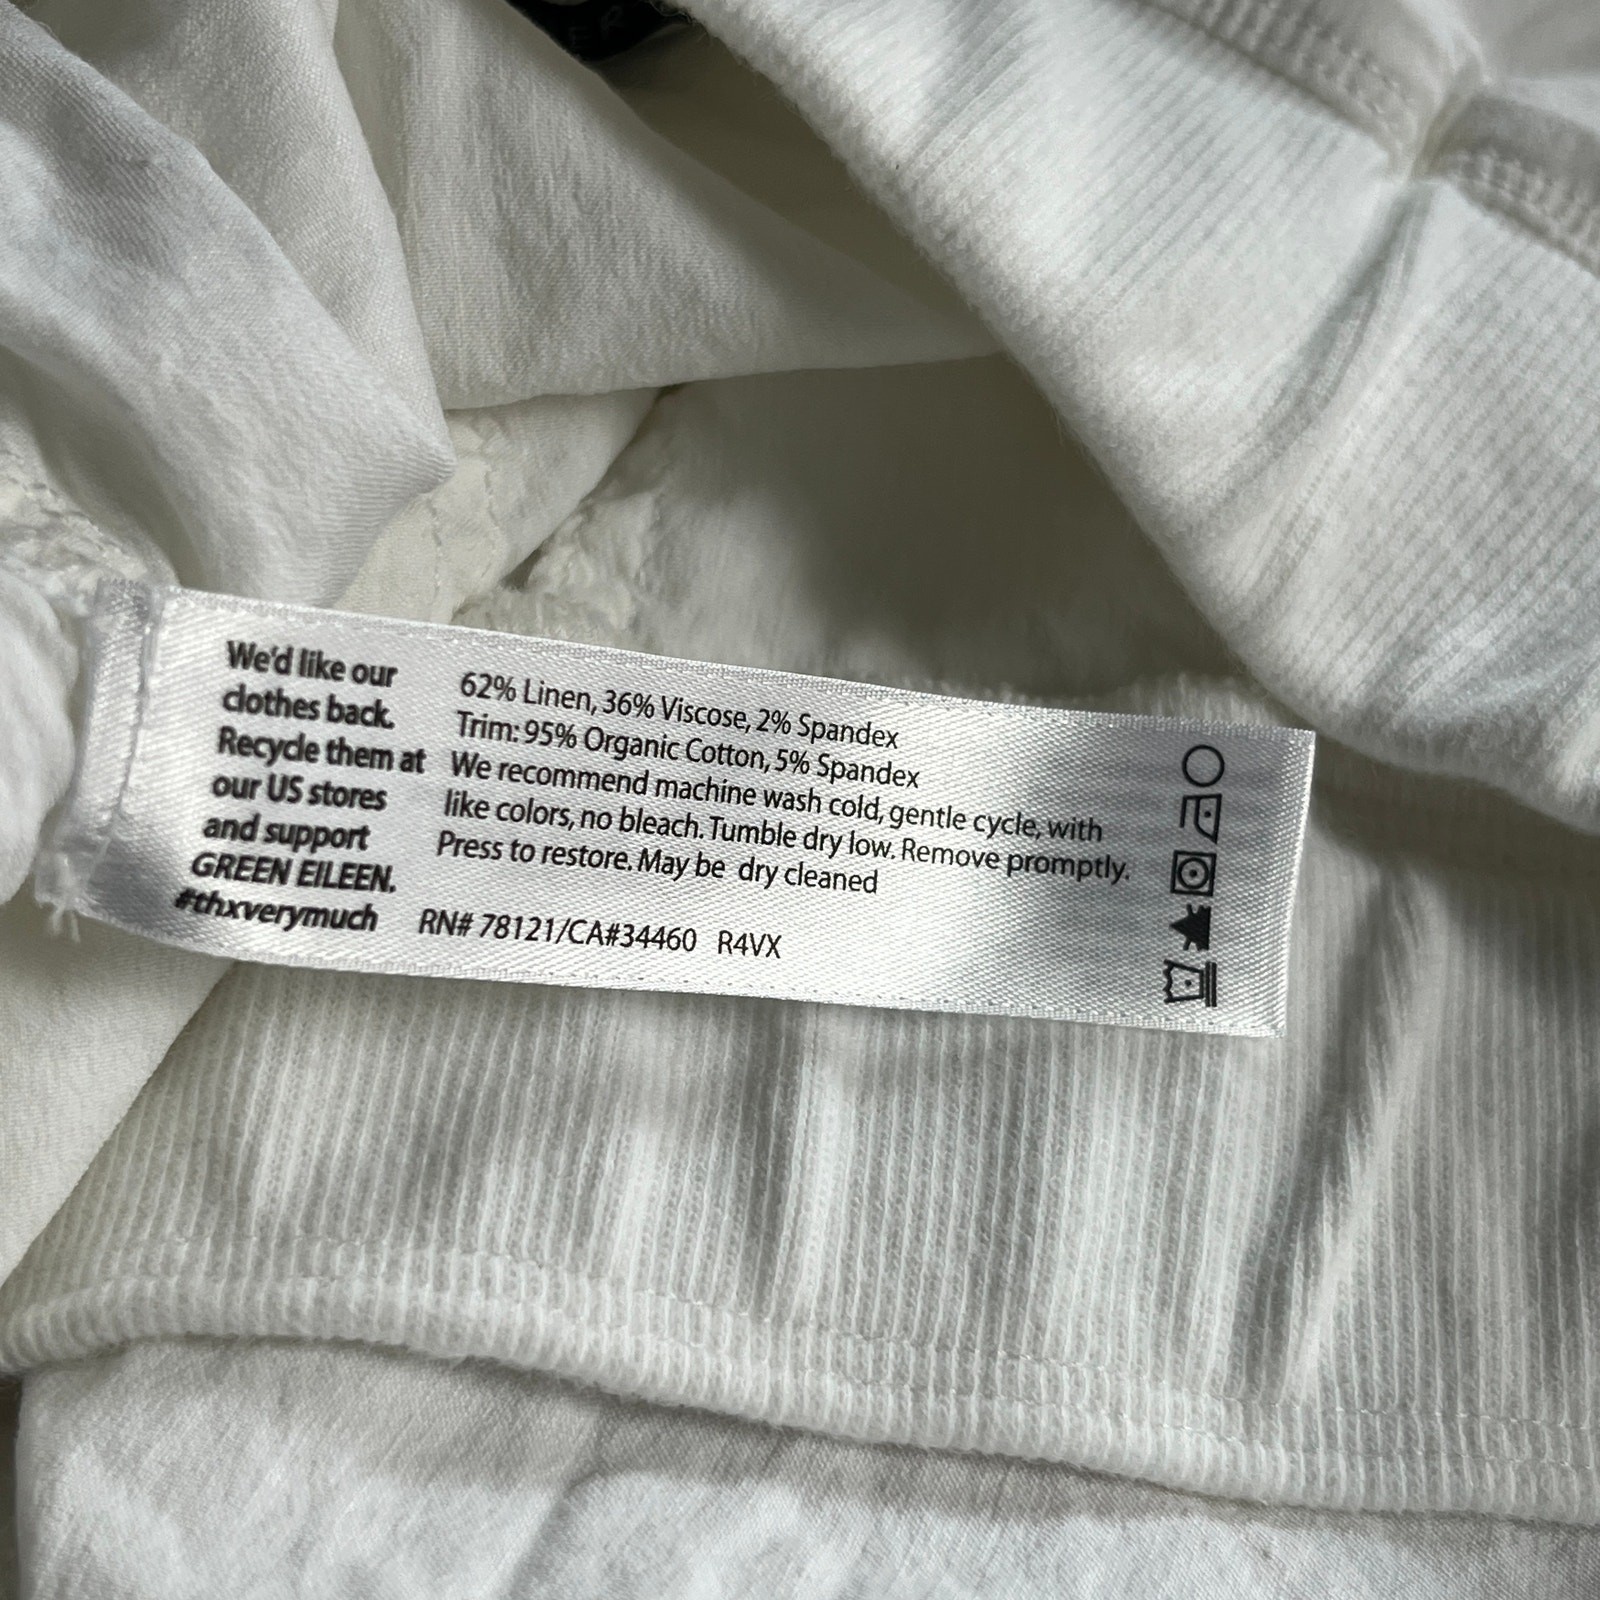 We'd like our
clothes back.
Recycle them at
our US stores
and support
GREEN EILEEN.
#thxverymuch
62% Linen, 36% Viscose, 2% Spandex
Trim: 95% Organic Cotton, 5% Spandex
We recommend machine wash cold, gentle cycle, with
like colors, no bleach. Tumble dry low. Remove promptly.
Press to restore. May be dry cleaned
RN# 78121/CA#34460 R4VX